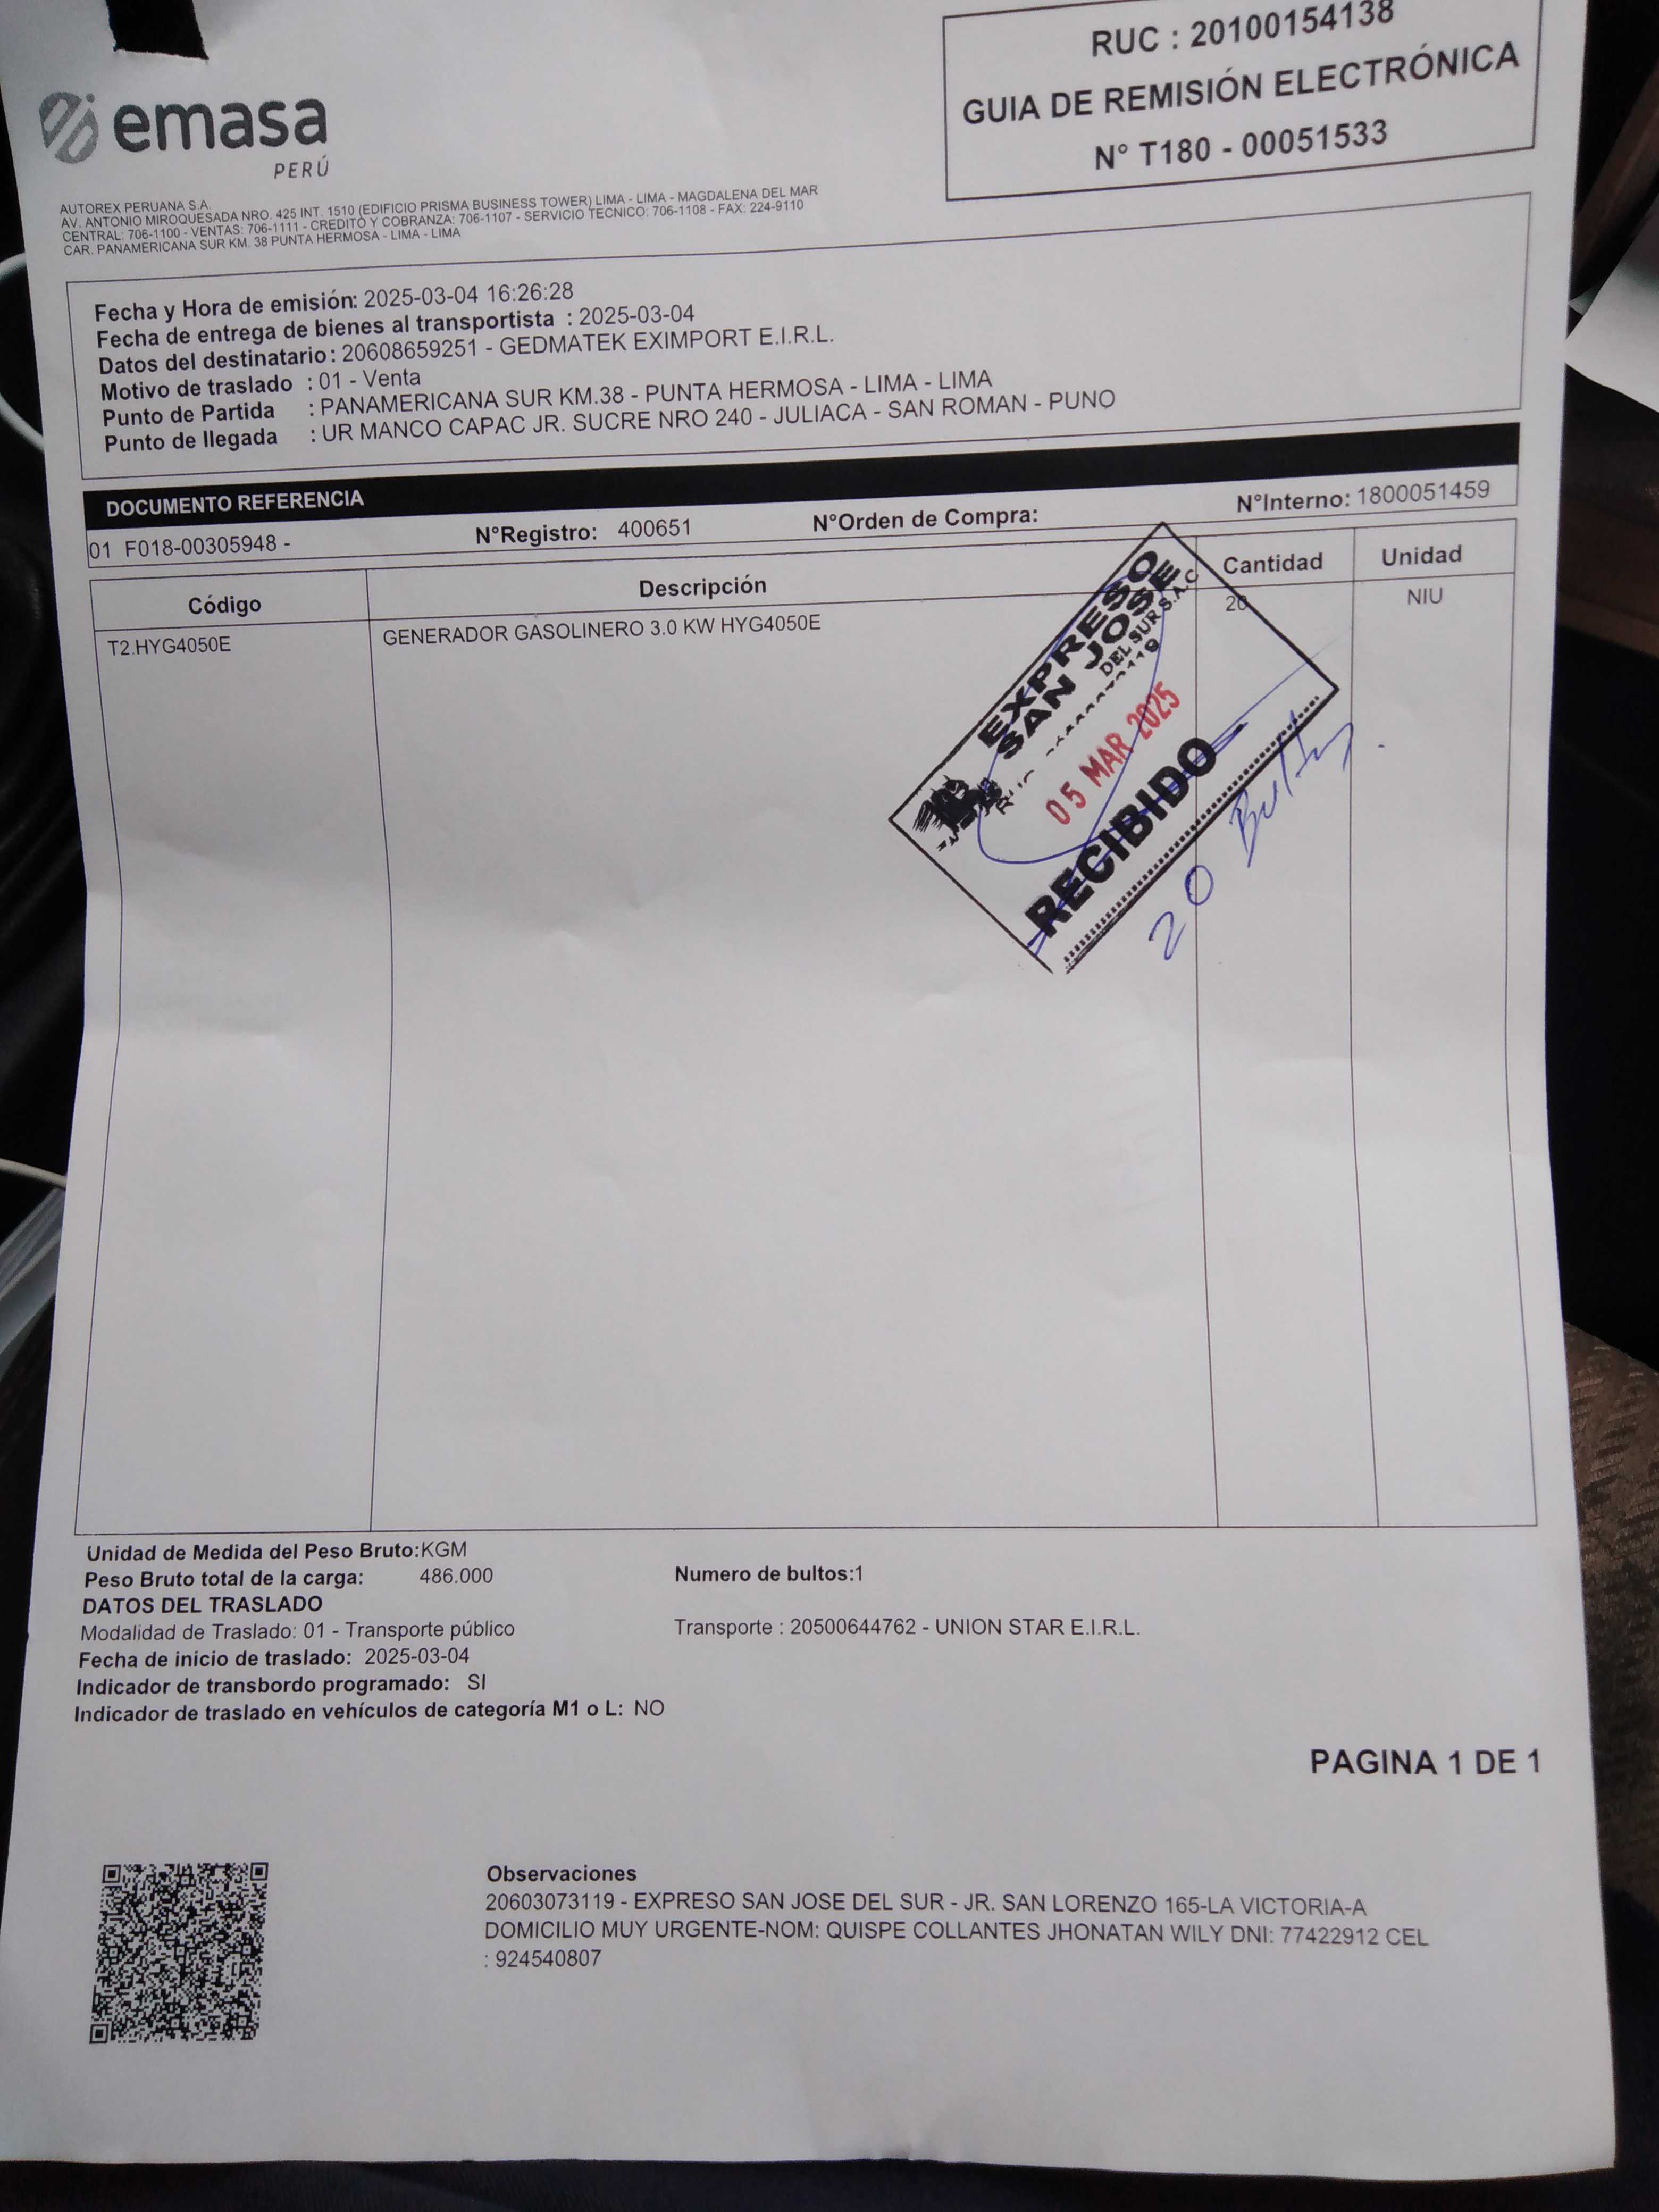 RUC : 20100154138
GUIA DE REMISIÓN ELECTRÓNICA
N° T180 - 00051533
emasa
PERÚ
AUTOREX PERUANA S.A.
AV. ANTONIO MIROQUESADA NRO. 425 INT. 1510 (EDIFICIO PRISMA BUSINESS TOWER) LIMA - LIMA - MAGDALENA DEL MAR
CENTRAL: 706-1100 - VENTAS: 706-1111 - CREDITO Y COBRANZA: 706-1107 - SERVICIO TECNICO: 706-1108 - FAX: 224-9110
CAR. PANAMERICANA SUR KM. 38 PUNTA HERMOSA - LIMA - LIMA
Fecha y Hora de emisión: 2025-03-04 16:26:28
Fecha de entrega de bienes al transportista : 2025-03-04
Datos del destinatario : 20608659251 - GEDMATEK EXIMPORT E.I.R.L.
Motivo de traslado : 01 - Venta
Punto de Partida : PANAMERICANA SUR KM.38 - PUNTA HERMOSA - LIMA - LIMA
Punto de llegada : UR MANCO CAPAC JR. SUCRE NRO 240 - JULIACA - SAN ROMAN - PUNO
DOCUMENTO REFERENCIA
01 F018-00305948 - N°Registro: 400651 N°Orden de Compra: N°Interno: 1800051459
Código Descripción Cantidad Unidad
T2.HYG4050E GENERADOR GASOLINERO 3.0 KW HYG4050E 20 NIU
EXPRESO
SAN JOSE
DEL SUR S.A.C
05 MAR 2025
RECIBIDO
20 Bultos
Unidad de Medida del Peso Bruto:KGM
Peso Bruto total de la carga: 486.000 Numero de bultos:1
DATOS DEL TRASLADO
Modalidad de Traslado: 01 - Transporte público Transporte : 20500644762 - UNION STAR E.I.R.L.
Fecha de inicio de traslado: 2025-03-04
Indicador de transbordo programado: SI
Indicador de traslado en vehículos de categoría M1 o L: NO
PAGINA 1 DE 1
Observaciones
20603073119 - EXPRESO SAN JOSE DEL SUR - JR. SAN LORENZO 165-LA VICTORIA-A
DOMICILIO MUY URGENTE-NOM: QUISPE COLLANTES JHONATAN WILY DNI: 77422912 CEL
: 924540807